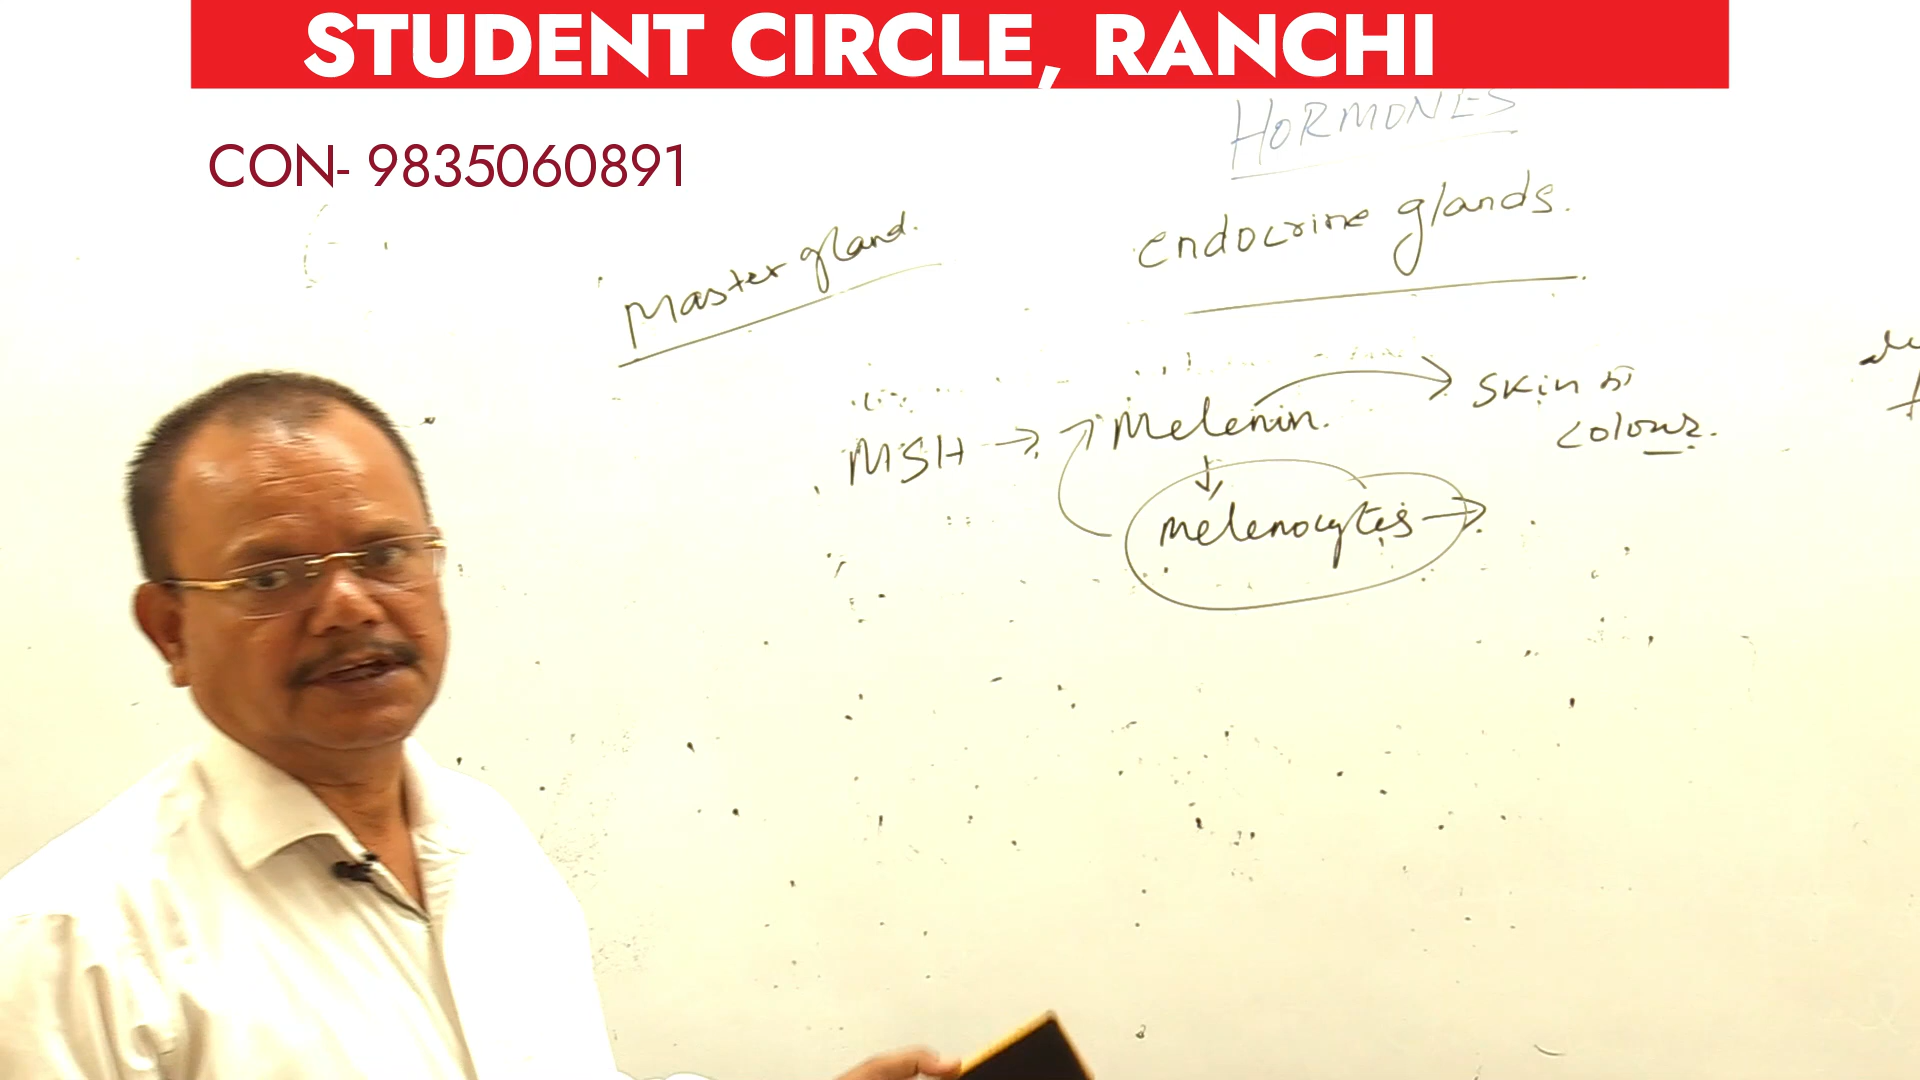 STUDENT CIRCLE, RANCHI
CON- 9835060891
HORMONES
endocrine glands.
Master gland.
MSH → Melenin. → Skin का
colour.
melenocytes →